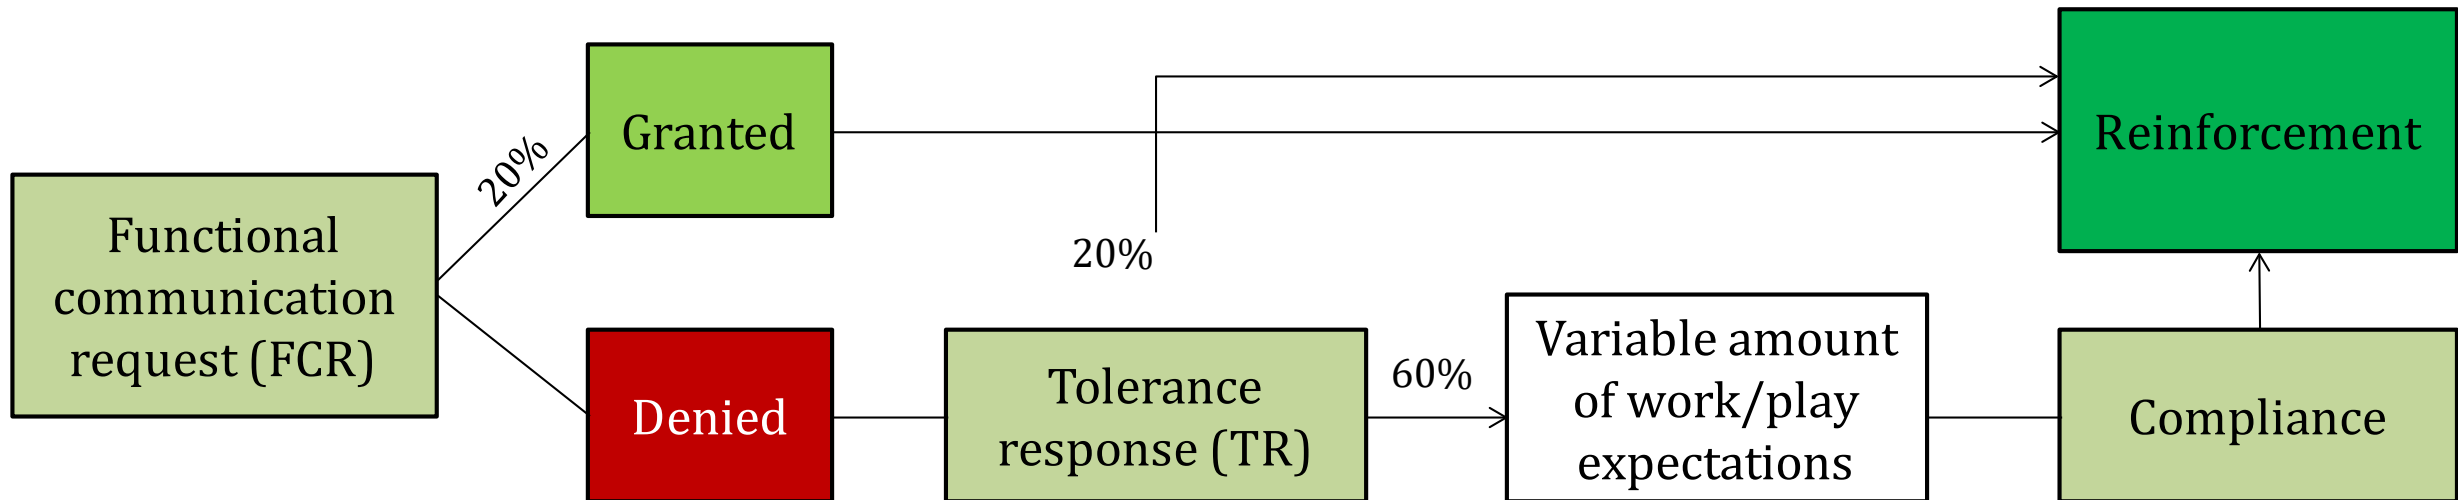 Functional
communication
request (FCR)
20%
Granted
Denied
20%
Tolerance
response (TR)
60%
Variable amount
of work/play
expectations
Reinforcement
Compliance